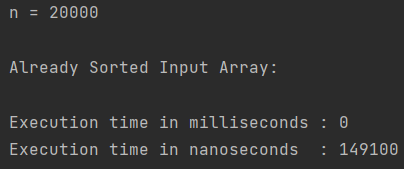 n = 20000
Already Sorted Input Array:
Execution time in milliseconds : 0
Execution time in nanoseconds  : 149100